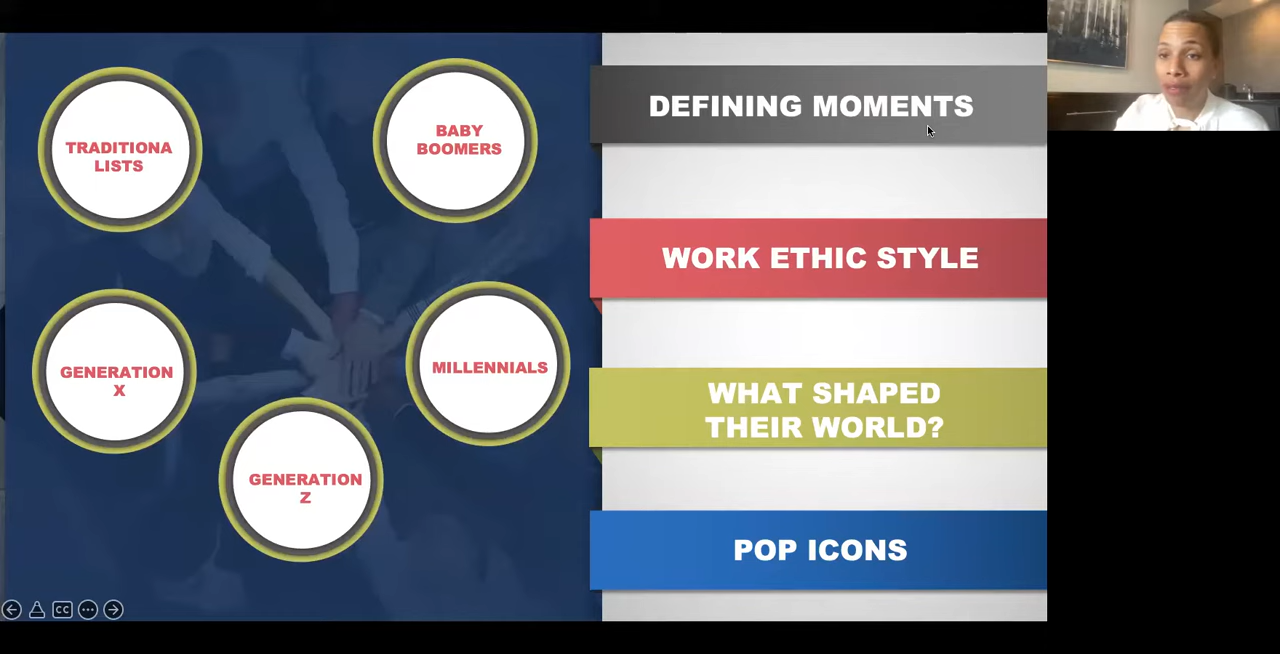 TRADITIONA
LISTS
BABY
BOOMERS
GENERATION
X
MILLENNIALS
GENERATION
Z
DEFINING MOMENTS
WORK ETHIC STYLE
WHAT SHAPED
THEIR WORLD?
POP ICONS
CC